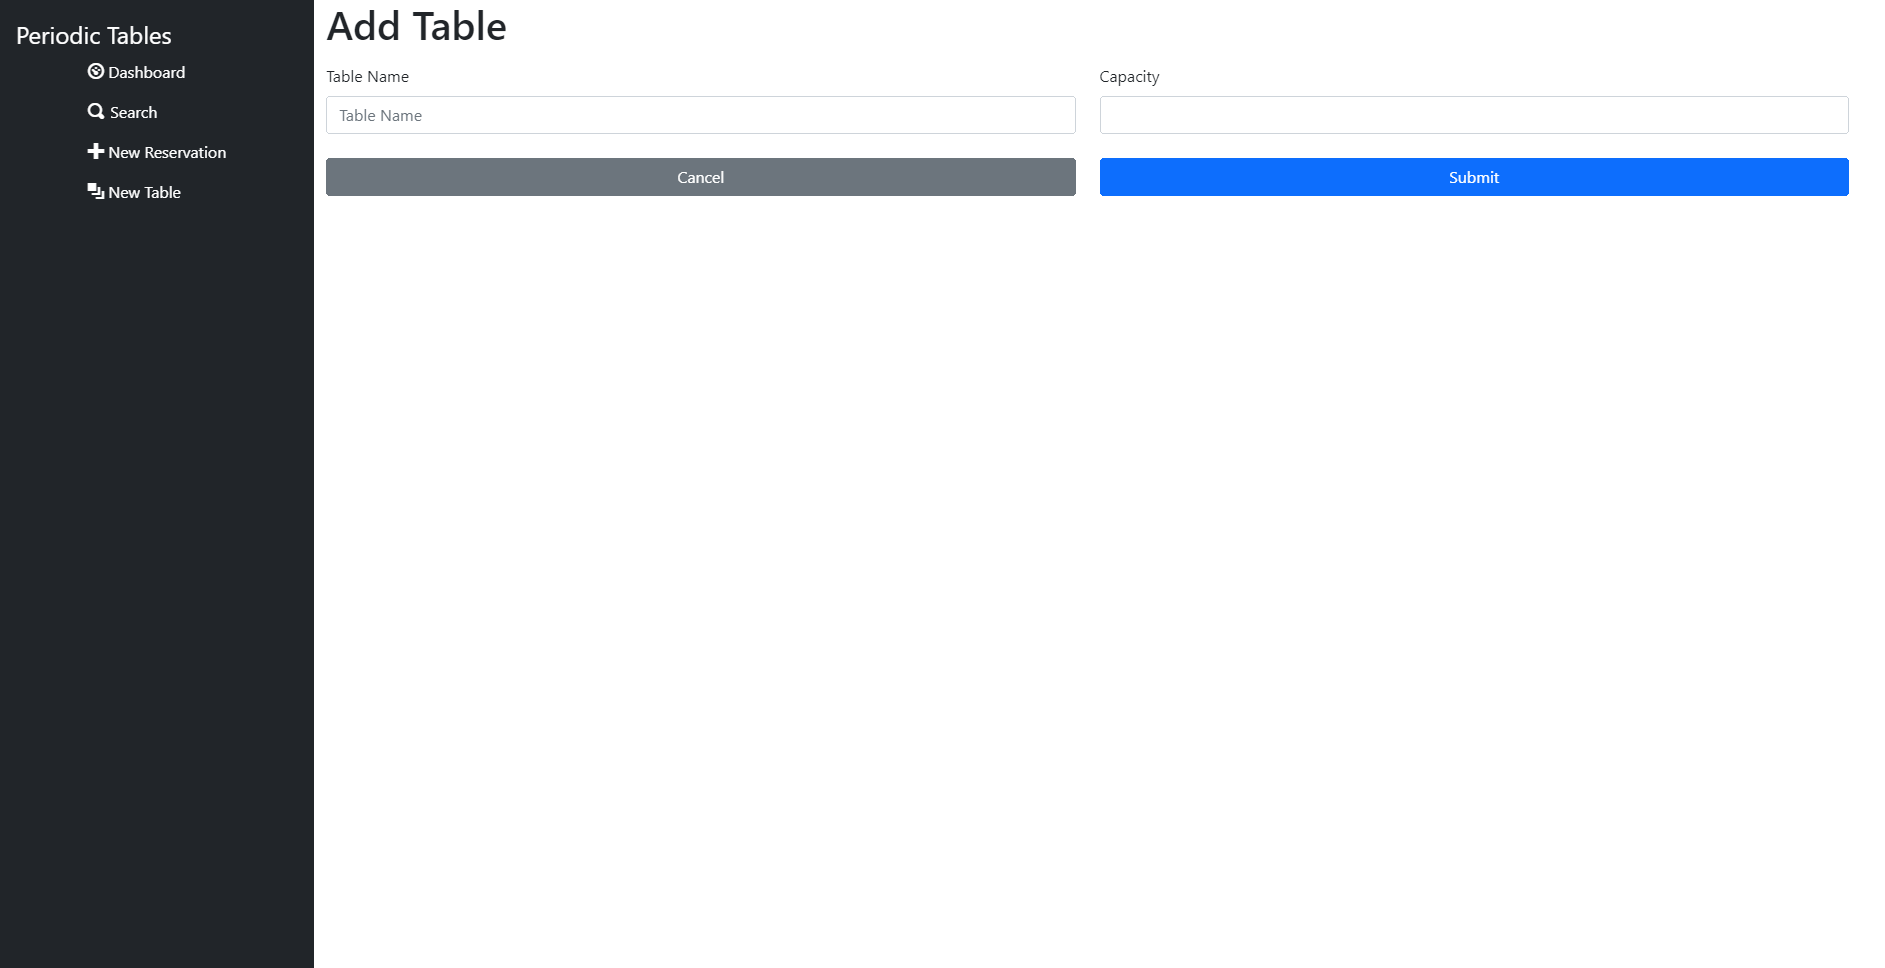 Periodic Tables
Dashboard
Search
New Reservation
New Table
Add Table
Table Name
Capacity
Table Name
Cancel
Submit